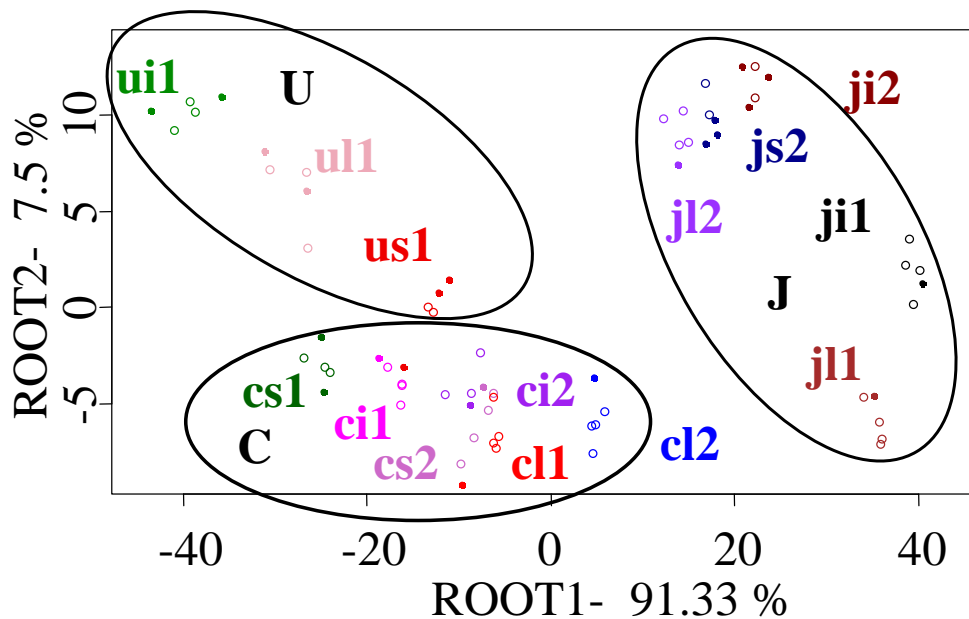 ui1
U
ji2
ul1
js2
10
jl2
ji1
us1
5
J
0
ROOT2- 7.5 %
jl1
cs1
ci2
ci1
-5
C
cs2
cl1
cl2
-40 -20 0 20 40
ROOT1- 91.33 %